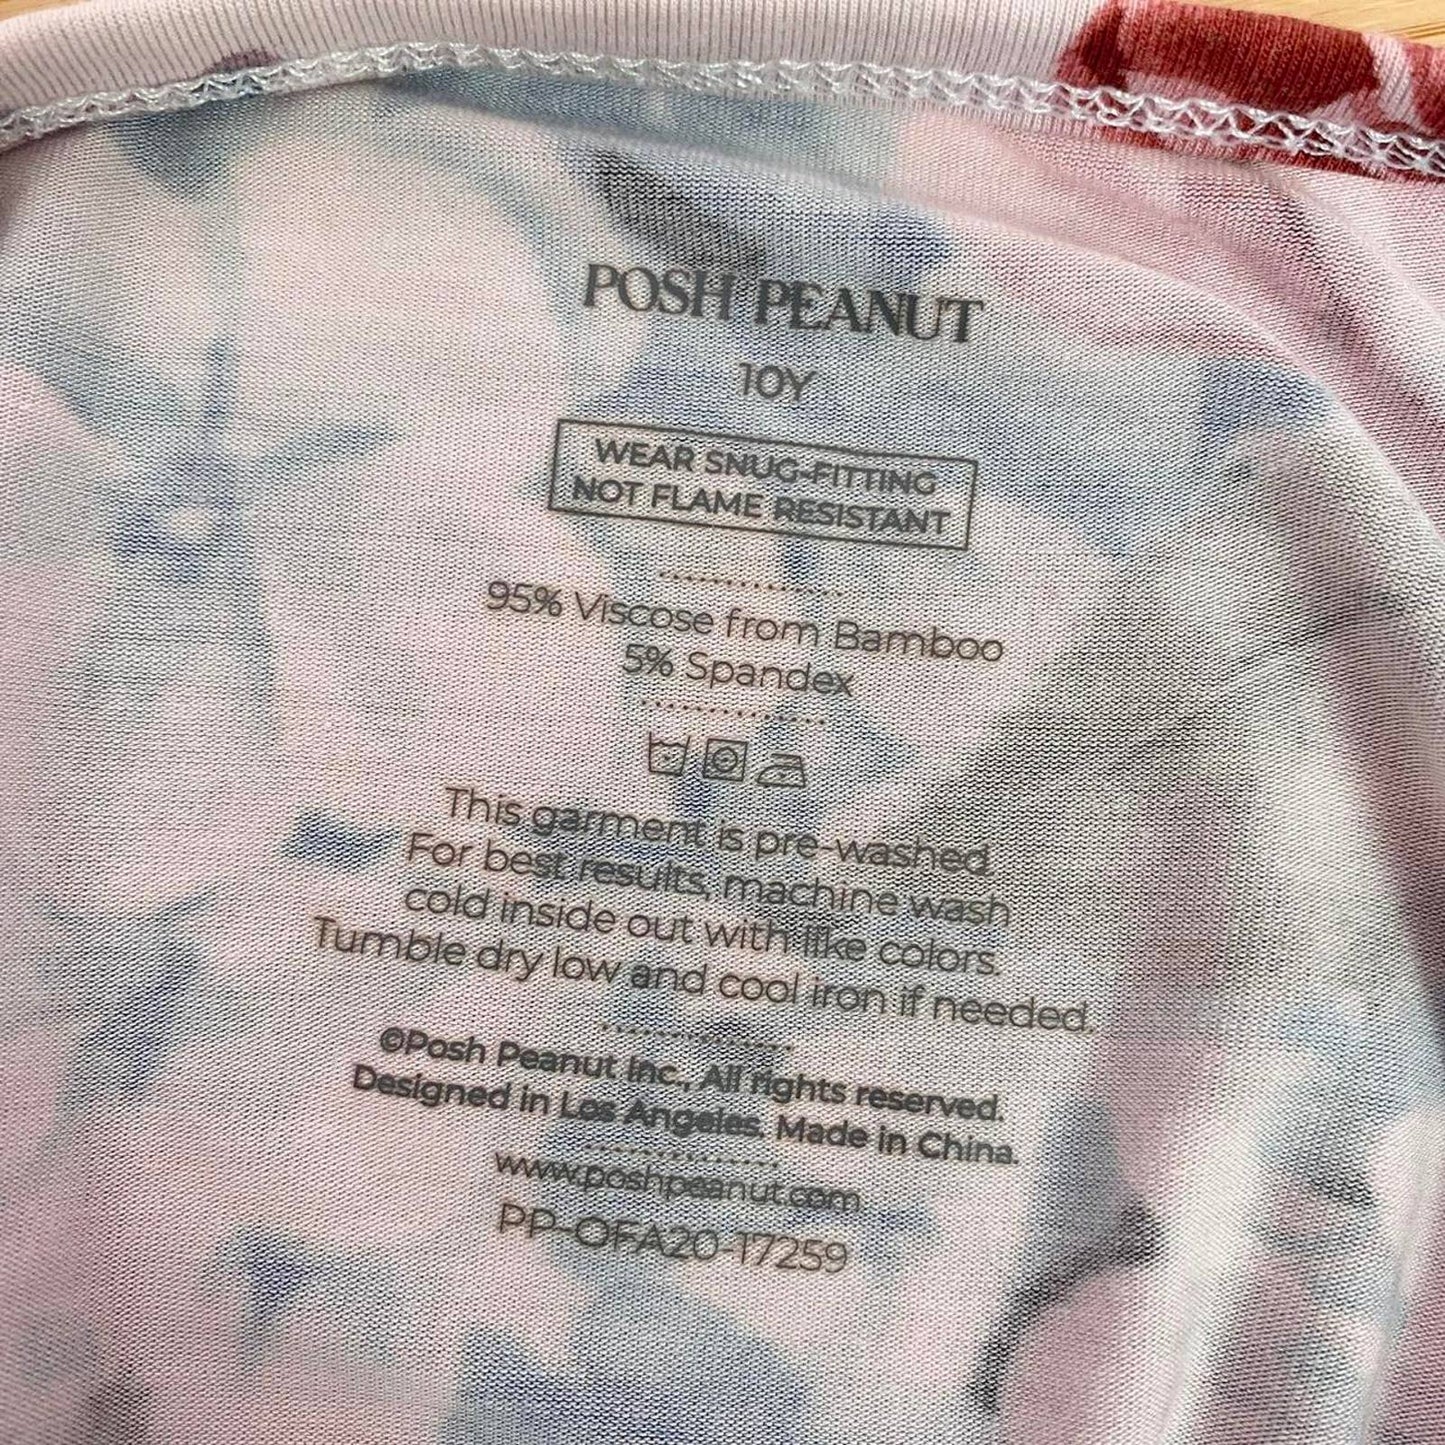 POSH PEANUT
10Y
WEAR SNUG-FITTING
NOT FLAME RESISTANT
95% Viscose from Bamboo
5% Spandex
This garment is pre-washed.
For best results, machine wash
cold inside out with like colors.
Tumble dry low and cool iron if needed.
©Posh Peanut Inc., All rights reserved.
Designed in Los Angeles. Made in China.
www.poshpeanut.com
PP-OFA20-17259